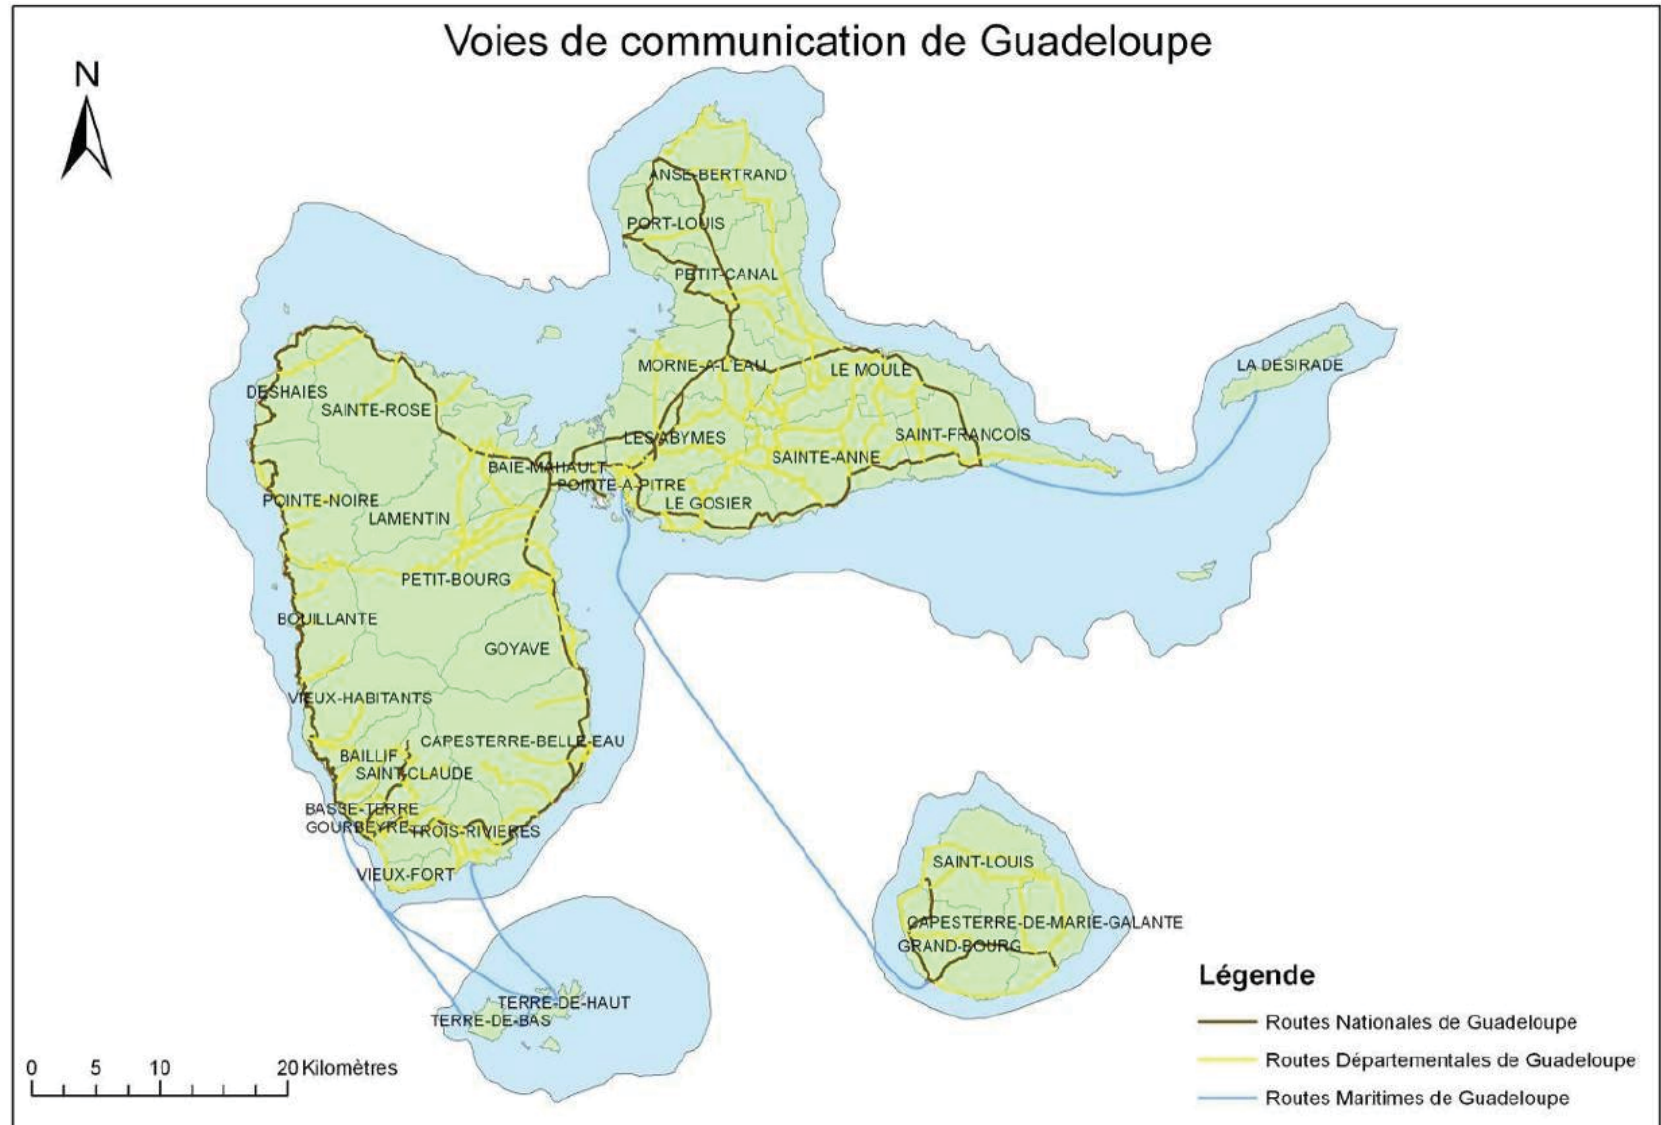 Voies de communication de Guadeloupe
N
ANSE-BERTRAND
PORT-LOUIS
PETIT-CANAL
MORNE-A-L'EAU
LE MOULE
LA DESIRADE
DESHAIES
SAINTE-ROSE
LES ABYMES
SAINT-FRANCOIS
SAINTE-ANNE
BAIE-MAHAULT
POINTE-A-PITRE
LE GOSIER
POINTE-NOIRE
LAMENTIN
PETIT-BOURG
BOUILLANTE
GOYAVE
VIEUX-HABITANTS
CAPESTERRE-BELLE-EAU
BAILLIF
SAINT-CLAUDE
BASSE-TERRE
GOURBEYRE
TROIS-RIVIERES
VIEUX-FORT
SAINT-LOUIS
CAPESTERRE-DE-MARIE-GALANTE
GRAND-BOURG
TERRE-DE-HAUT
TERRE-DE-BAS
Légende
Routes Nationales de Guadeloupe
Routes Départementales de Guadeloupe
Routes Maritimes de Guadeloupe
0 5 10 20 Kilomètres